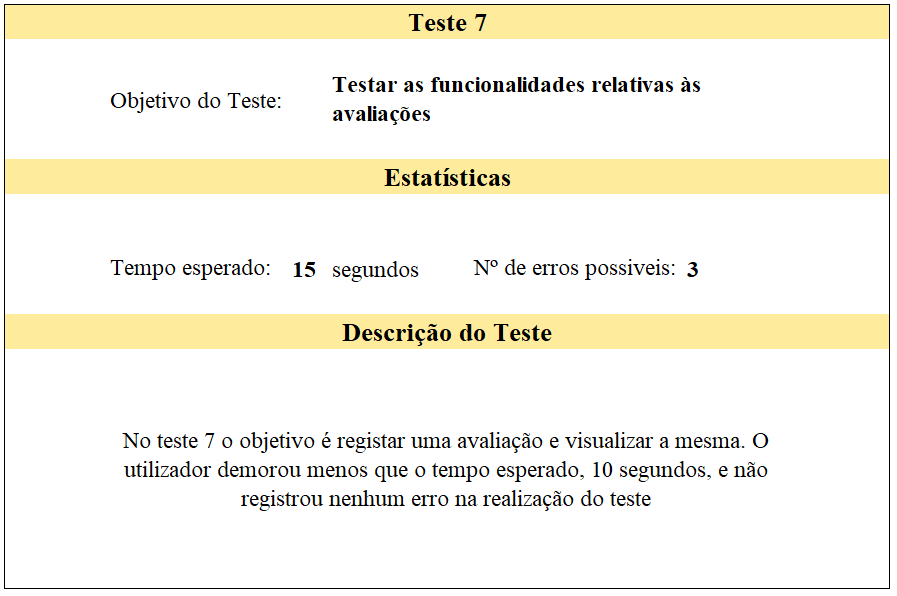 Teste 7
Objetivo do Teste:
Testar as funcionalidades relativas às
avaliações
Estatísticas
Tempo esperado: 15 segundos Nº de erros possiveis: 3
Descrição do Teste
No teste 7 o objetivo é registar uma avaliação e visualizar a mesma. O
utilizador demorou menos que o tempo esperado, 10 segundos, e não
registrou nenhum erro na realização do teste